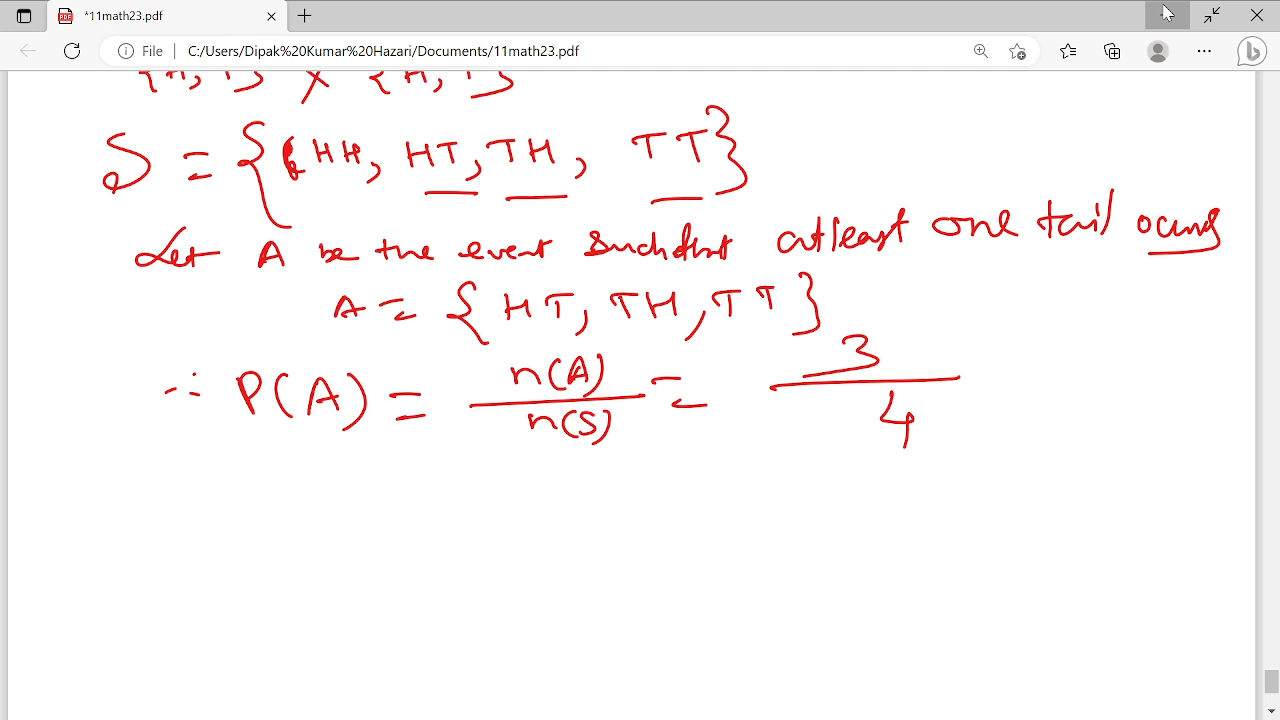 *11math23.pdf
File | C:/Users/Dipak%20Kumar%20Hazari/Documents/11math23.pdf
{H, T} X {H, T}
S = {HH, HT, TH, TT}
Let A be the event such that atleast one tail
A = {HT, TH, TT}
∴ P(A) = n(A)/n(S) = 3/4